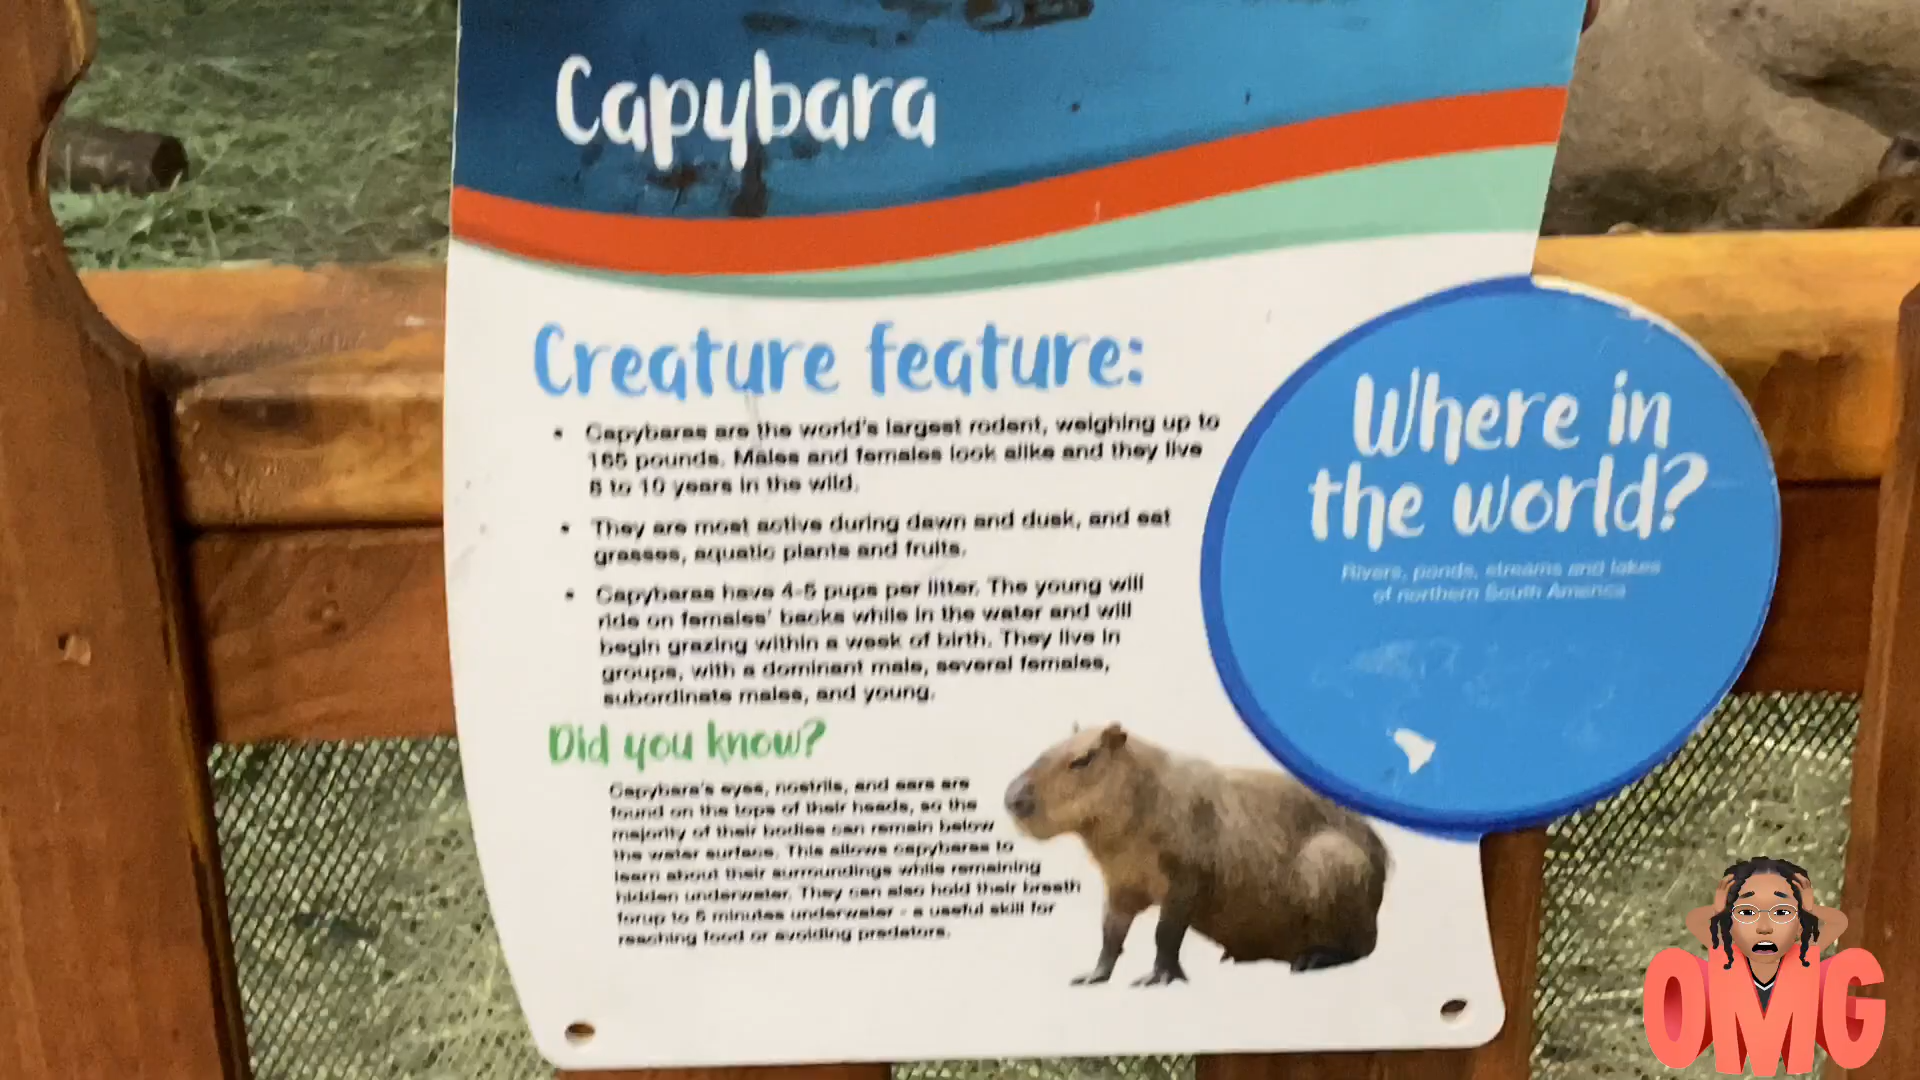 Capybara
Creature feature:
• Capybaras are the world's largest rodent, weighing up to
165 pounds. Males and females look alike and they live
8 to 10 years in the wild.
• They are most active during dawn and dusk, and eat
grasses, aquatic plants and fruits.
• Capybaras have 4-5 pups per litter. The young will
ride on females' backs while in the water and will
begin grazing within a week of birth. They live in
groups, with a dominant male, several females,
subordinate males, and young.
Did you know?
Capybara's eyes, nostrils, and ears are
found on the tops of their heads, so the
majority of their bodies can remain below
the water surface. This allows capybaras to
learn about their surroundings while remaining
hidden underwater. They can also hold their breath
forup to 5 minutes underwater - a useful skill for
reaching food or avoiding predators.
Where in
the world?
Rivers, ponds, streams and lakes
of northern South America
OMG